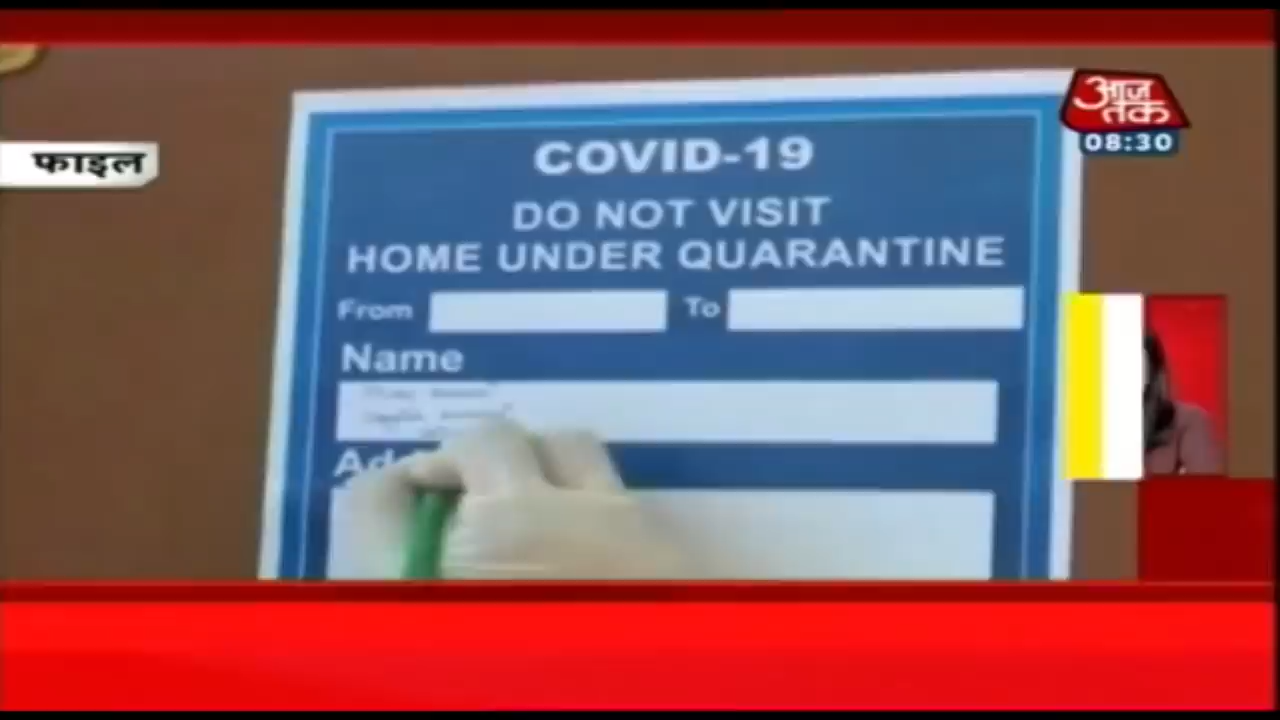 आज
तक
08:30
फाइल
COVID-19
DO NOT VISIT
HOME UNDER QUARANTINE
From To
Name